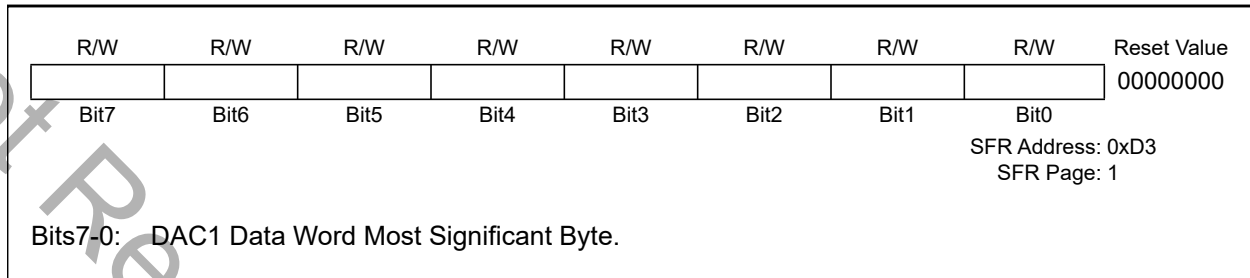 R/W R/W R/W R/W R/W R/W R/W R/W Reset Value
00000000
Bit7 Bit6 Bit5 Bit4 Bit3 Bit2 Bit1 Bit0
SFR Address: 0xD3
SFR Page: 1
Bits7-0: DAC1 Data Word Most Significant Byte.